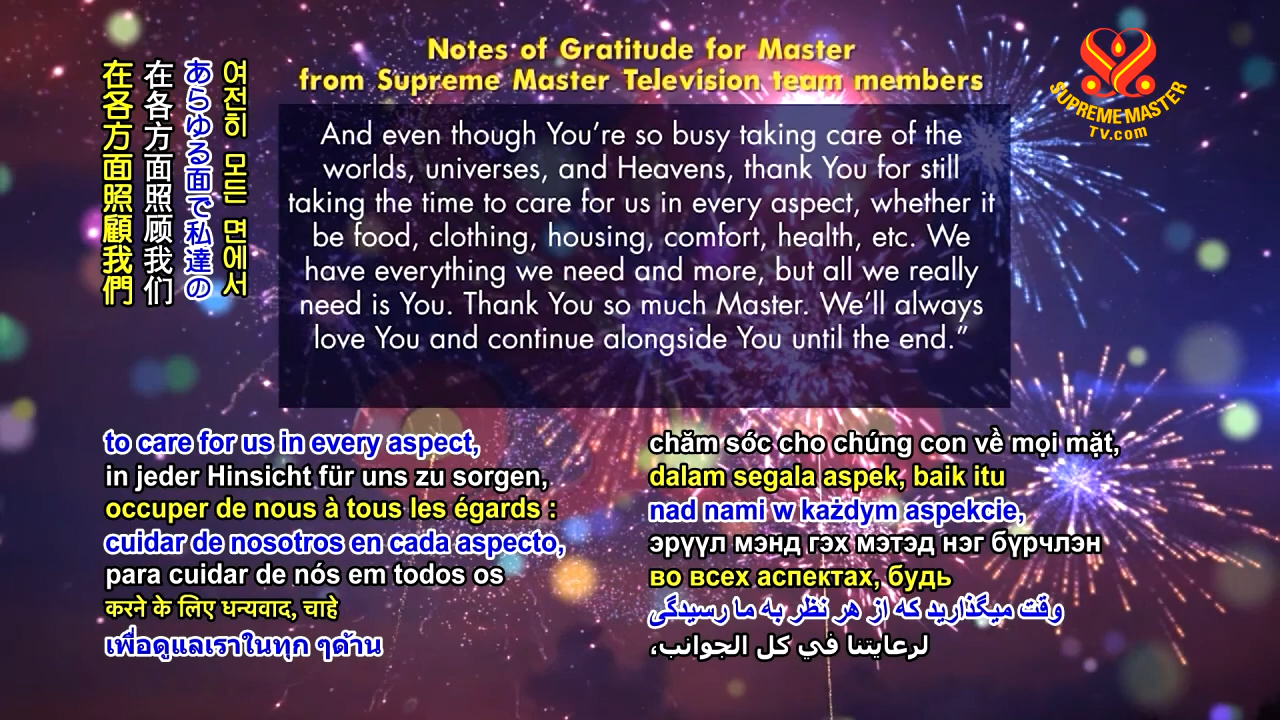 Notes of Gratitude for Master
from Supreme Master Television team members
SUPREME MASTER
TV.com
여전히 모든 면에서
あらゆる面で私達の
在各方面照顾我们
在各方面照顧我們
And even though You’re so busy taking care of the
worlds, universes, and Heavens, thank You for still
taking the time to care for us in every aspect, whether it
be food, clothing, housing, comfort, health, etc. We
have everything we need and more, but all we really
need is You. Thank You so much Master. We’ll always
love You and continue alongside You until the end.”
to care for us in every aspect,
in jeder Hinsicht für uns zu sorgen,
occuper de nous à tous les égards :
cuidar de nosotros en cada aspecto,
para cuidar de nós em todos os
करने के लिए धन्यवाद, चाहे
เพื่อดูแลเราในทุก ๆด้าน
chăm sóc cho chúng con về mọi mặt,
dalam segala aspek, baik itu
nad nami w każdym aspekcie,
эрүүл мэнд гэх мэтэд нэг бүрчлэн
во всех аспектах, будь
وقت میگذارید که از هر نظر به ما رسیدگی
لرعايتنا في كل الجوانب،